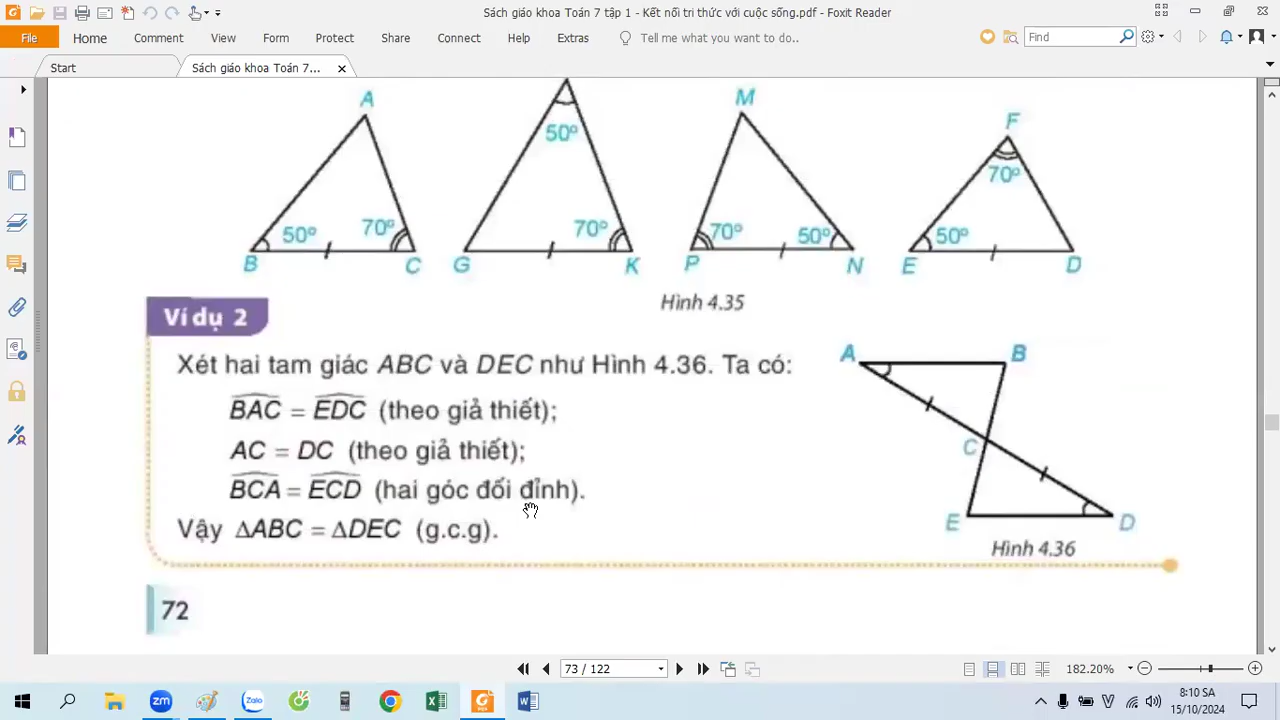 Sách giáo khoa Toán 7 tập 1 - Kết nối tri thức với cuộc sống.pdf - Foxit Reader
File Home Comment View Form Protect Share Connect Help Extras Tell me what you want to do.. Find
Start Sách giáo khoa Toán 7...
A 50° M F
50° 70° 70° 70° 50° 70° 50°
B C G K P N E D
Hình 4.35
Ví dụ 2
Xét hai tam giác ABC và DEC như Hình 4.36. Ta có:
BAC = EDC (theo giả thiết);
AC = DC (theo giả thiết);
BCA = ECD (hai góc đối đỉnh).
Vậy ΔABC = ΔDEC (g.c.g).
A B
C
E D
Hình 4.36
72
73 / 122 182.20%
zm Zalo
8:10 SA
15/10/2024